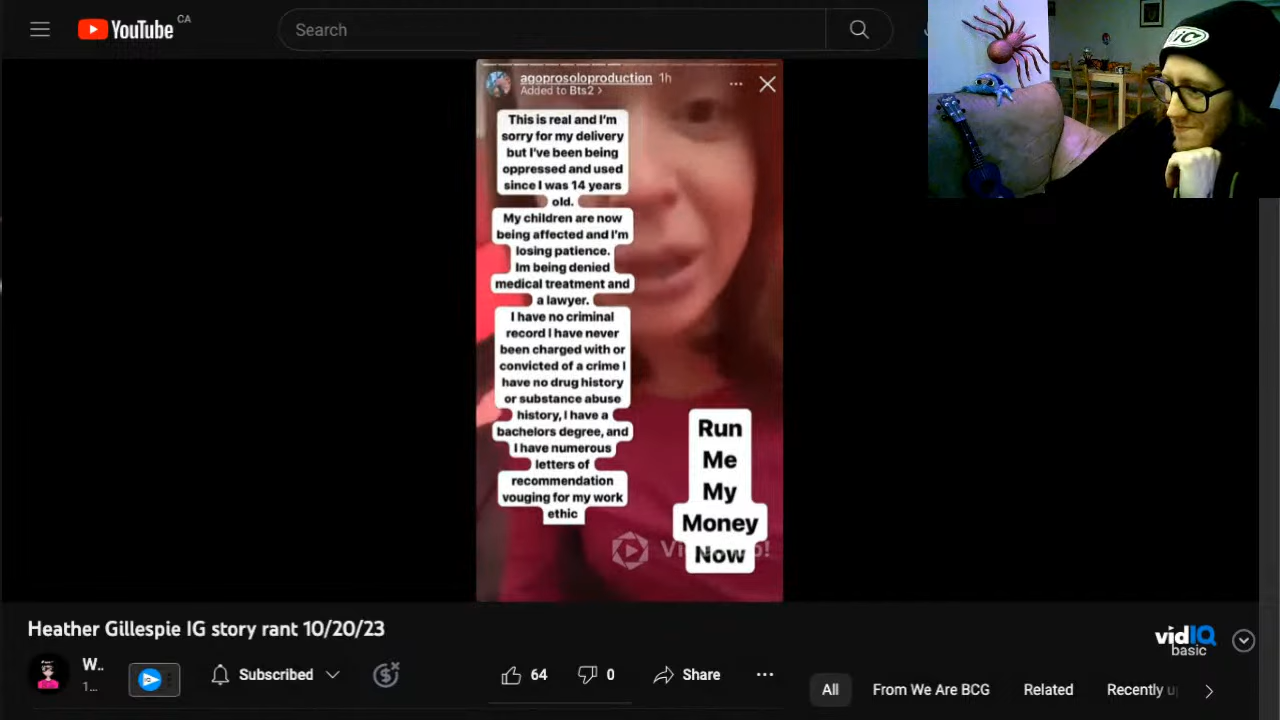 YouTube CA
Search
agoprosoloproduction 1h
Added to Bts2 >
This is real and I'm
sorry for my delivery
but I've been being
oppressed and used
since I was 14 years
old.
My children are now
being affected and I'm
losing patience.
Im being denied
medical treatment and
a lawyer.
I have no criminal
record I have never
been charged with or
convicted of a crime I
have no drug history
or substance abuse
history, I have a
bachelors degree, and
I have numerous
letters of
recommendation
vouging for my work
ethic
Run
Me
My
Money
Now
Heather Gillespie IG story rant 10/20/23
vidIQ
basic
W..
1...
Subscribed
64
0
Share
All
From We Are BCG
Related
Recently u